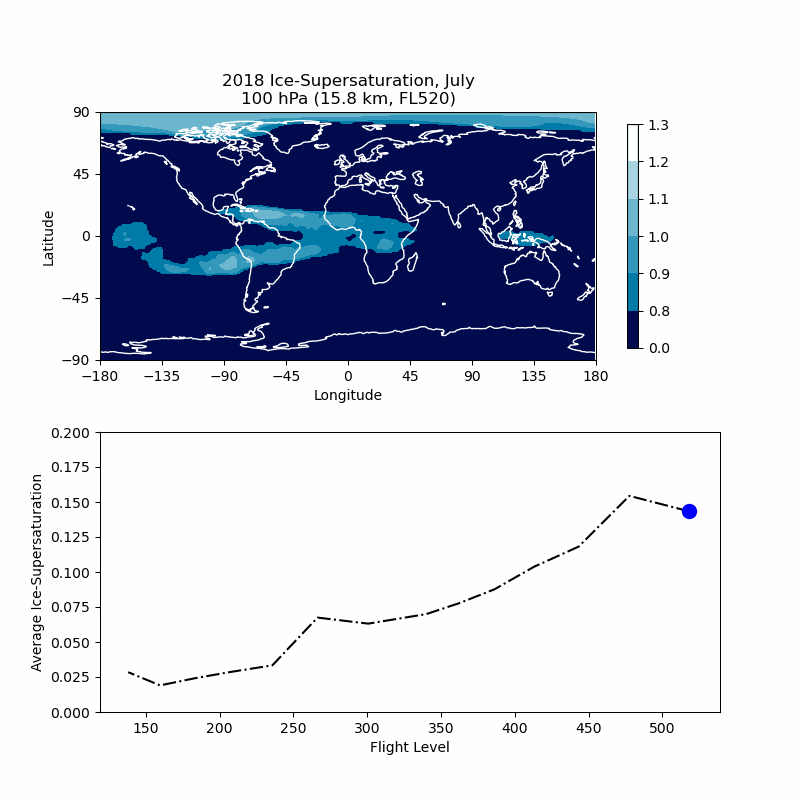 2018 Ice-Supersaturation, July
100 hPa (15.8 km, FL520)
90
45
0
−45
−90
Latitude
−180 −135 −90 −45 0 45 90 135 180
Longitude
1.3
1.2
1.1
1.0
0.9
0.8
0.0
0.200
0.175
0.150
0.125
0.100
0.075
0.050
0.025
0.000
Average Ice-Supersaturation
150 200 250 300 350 400 450 500
Flight Level